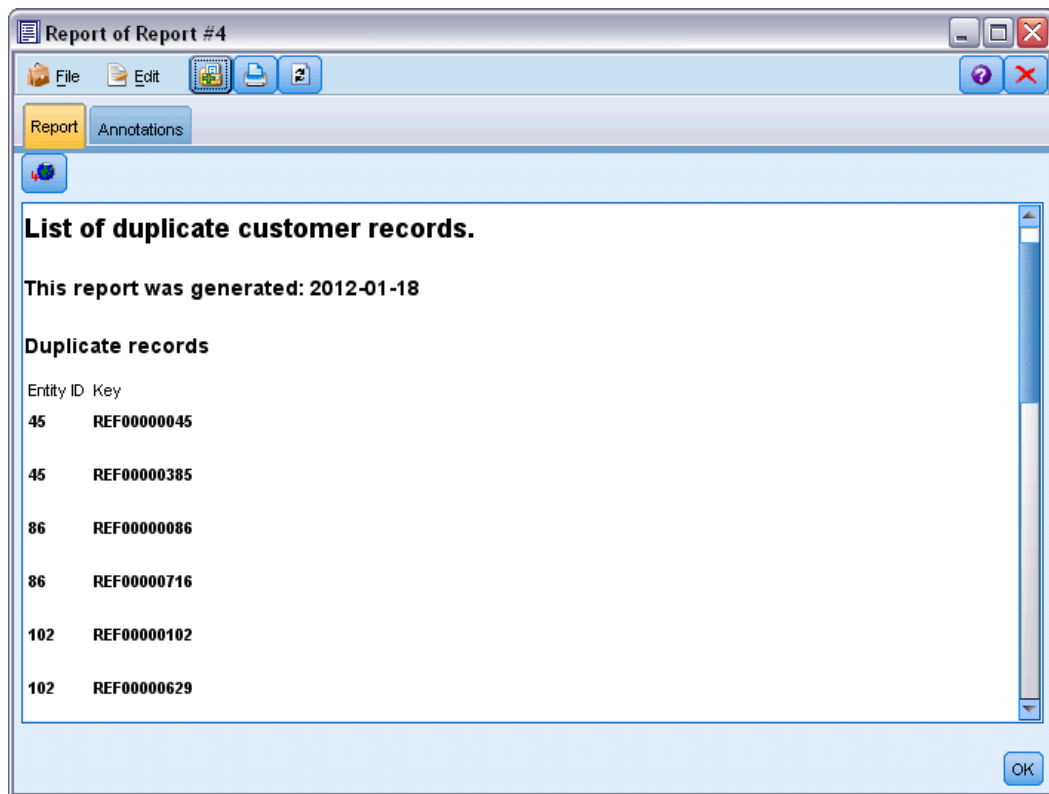 Report of Report #4
File Edit
Report Annotations
List of duplicate customer records.
This report was generated: 2012-01-18
Duplicate records
Entity ID Key
45 REF00000045
45 REF00000385
86 REF00000086
86 REF00000716
102 REF00000102
102 REF00000629
OK